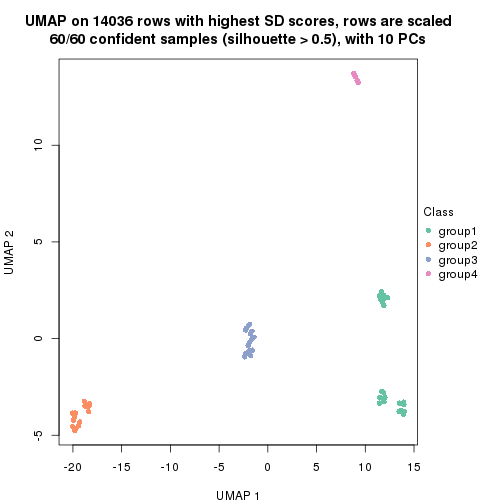 UMAP on 14036 rows with highest SD scores, rows are scaled
60/60 confident samples (silhouette > 0.5), with 10 PCs
10
5
0
-5
UMAP 2
-20
-15
-10
-5
0
5
10
15
UMAP 1
Class
group1
group2
group3
group4